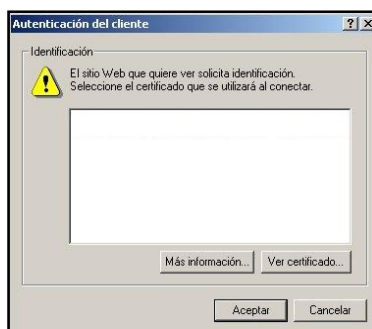 Autenticación del cliente
Identificación
El sitio Web que quiere ver solicita identificación.
Seleccione el certificado que se utilizará al conectar.
Más información... Ver certificado...
Aceptar Cancelar